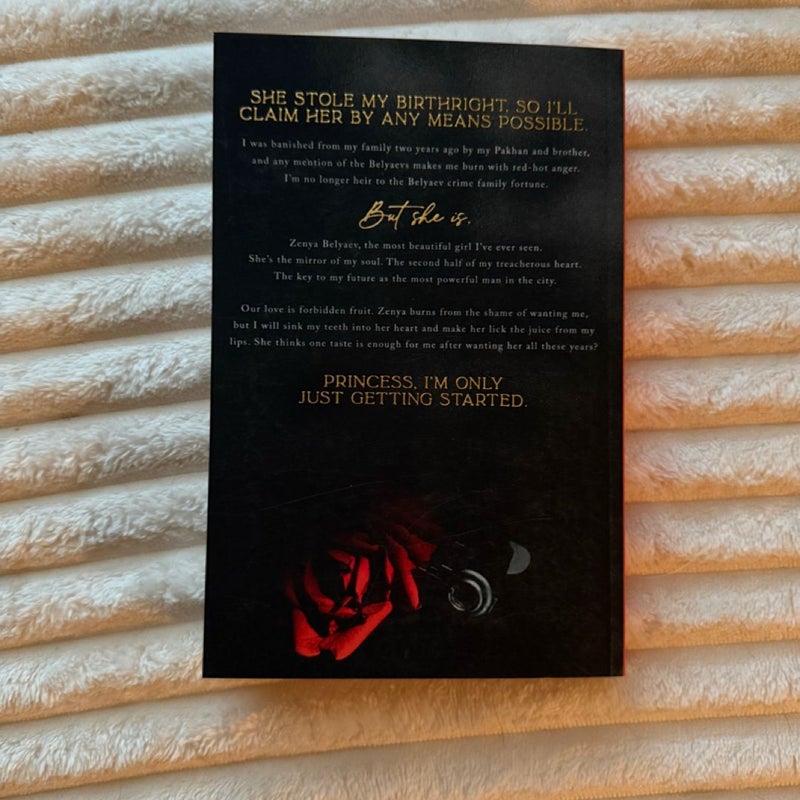 SHE STOLE MY BIRTHRIGHT, SO I'LL
CLAIM HER BY ANY MEANS POSSIBLE.
I was banished from my family two years ago by my Pakhan and brother,
and any mention of the Belyaevs makes me burn with red-hot anger.
I'm no longer heir to the Belyaev crime family fortune.
But she is.
Zenya Belyaev, the most beautiful girl I've ever seen.
She's the mirror of my soul. The second half of my treacherous heart.
The key to my future as the most powerful man in the city.
Our love is forbidden fruit. Zenya burns from the shame of wanting me,
but I will sink my teeth into her heart and make her lick the juice from my
lips. She thinks one taste is enough for me after wanting her all these years?
PRINCESS, I'M ONLY
JUST GETTING STARTED.